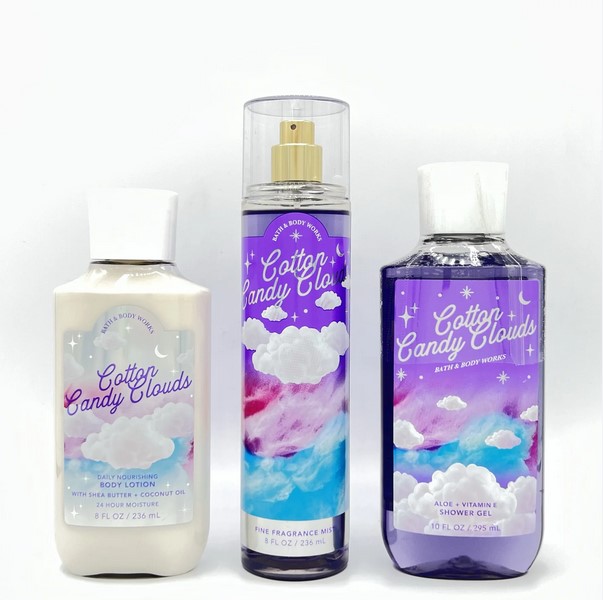 BATH & BODY WORKS
Cotton
Candy Clouds
DAILY NOURISHING
BODY LOTION
WITH SHEA BUTTER + COCONUT OIL
24 HOUR MOISTURE
8 FL OZ / 236 mL
BATH & BODY WORKS
Cotton
Candy Clou
FINE FRAGRANCE MIST
8 FL OZ / 236 mL
Cotton
Candy Clouds
BATH & BODY WORKS
ALOE + VITAMIN E
SHOWER GEL
10 FL OZ / 295 mL